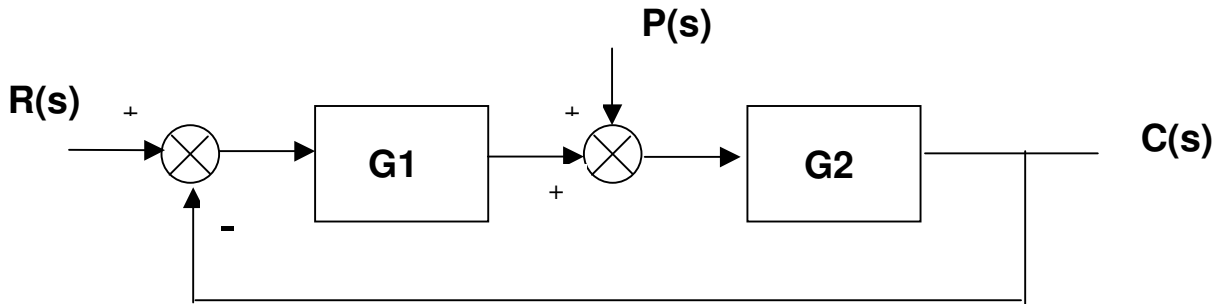 P(s)
R(s)
+
+
G1
G2
C(s)
+
-